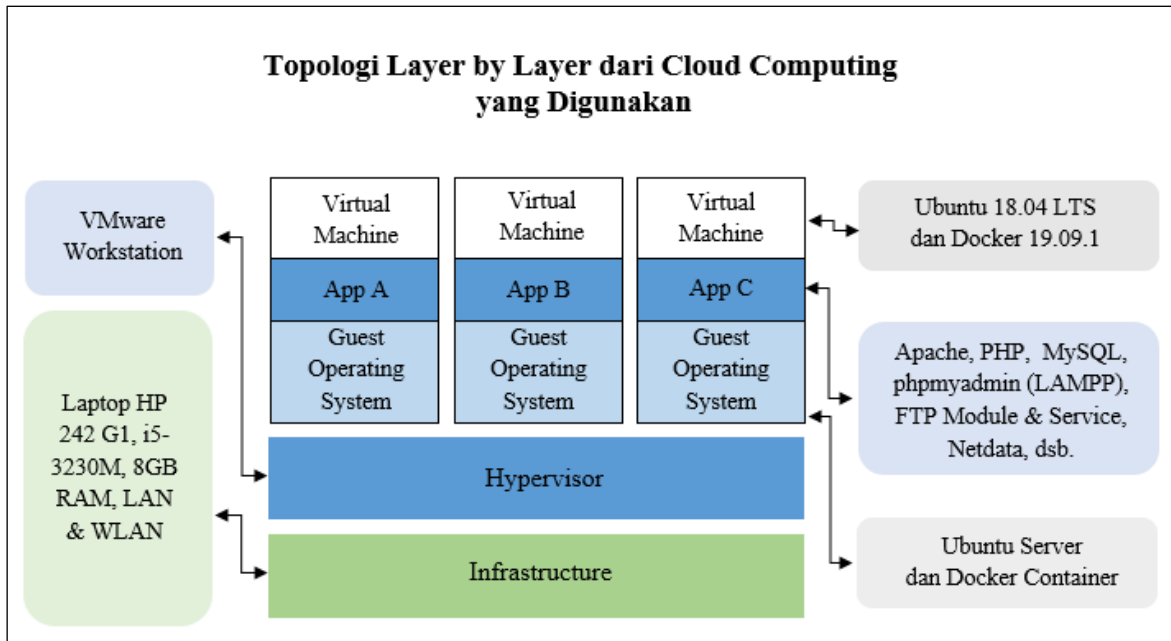 Topologi Layer by Layer dari Cloud Computing
yang Digunakan
VMware
Workstation
Laptop HP
242 G1, i5-
3230M, 8GB
RAM, LAN
& WLAN
Virtual
Machine
App A
Guest
Operating
System
Virtual
Machine
App B
Guest
Operating
System
Virtual
Machine
App C
Guest
Operating
System
Hypervisor
Infrastructure
Ubuntu 18.04 LTS
dan Docker 19.09.1
Apache, PHP, MySQL,
phpmyadmin (LAMPP),
FTP Module & Service,
Netdata, dsb.
Ubuntu Server
dan Docker Container